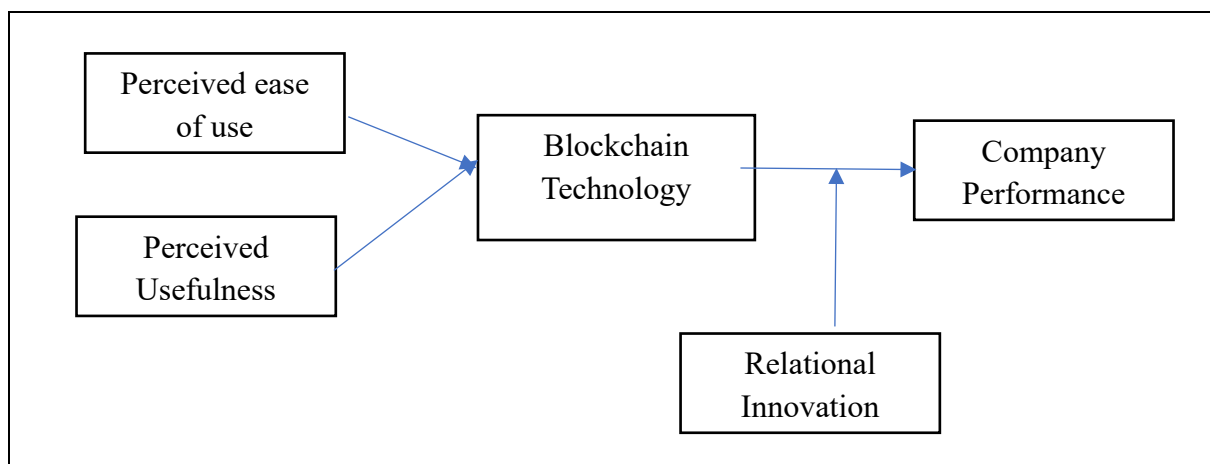 Perceived ease
of use
Perceived
Usefulness
Blockchain
Technology
Company
Performance
Relational
Innovation